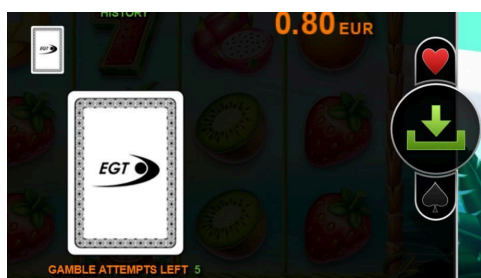 HISTORY
0.80 EUR
EGT
EGT
GAMBLE ATTEMPTS LEFT 5